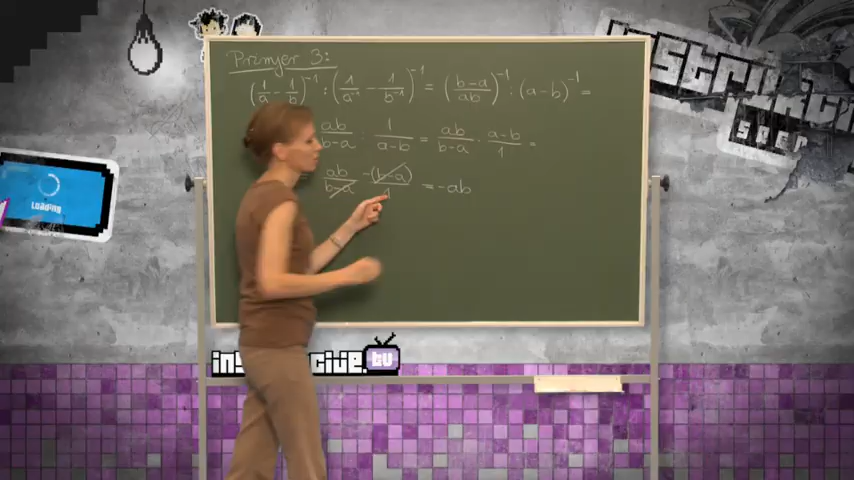 Primjer 3:
(1/a - 1/b)^-1 : (1/a^-1 - 1/b^-1)^-1 = (b-a/ab)^-1 : (a-b)^-1 =
ab/b-a : 1/a-b = ab/b-a · a-b/1 =
ab/b-a · -(b-a)/1 = -ab
LOADING
.tv